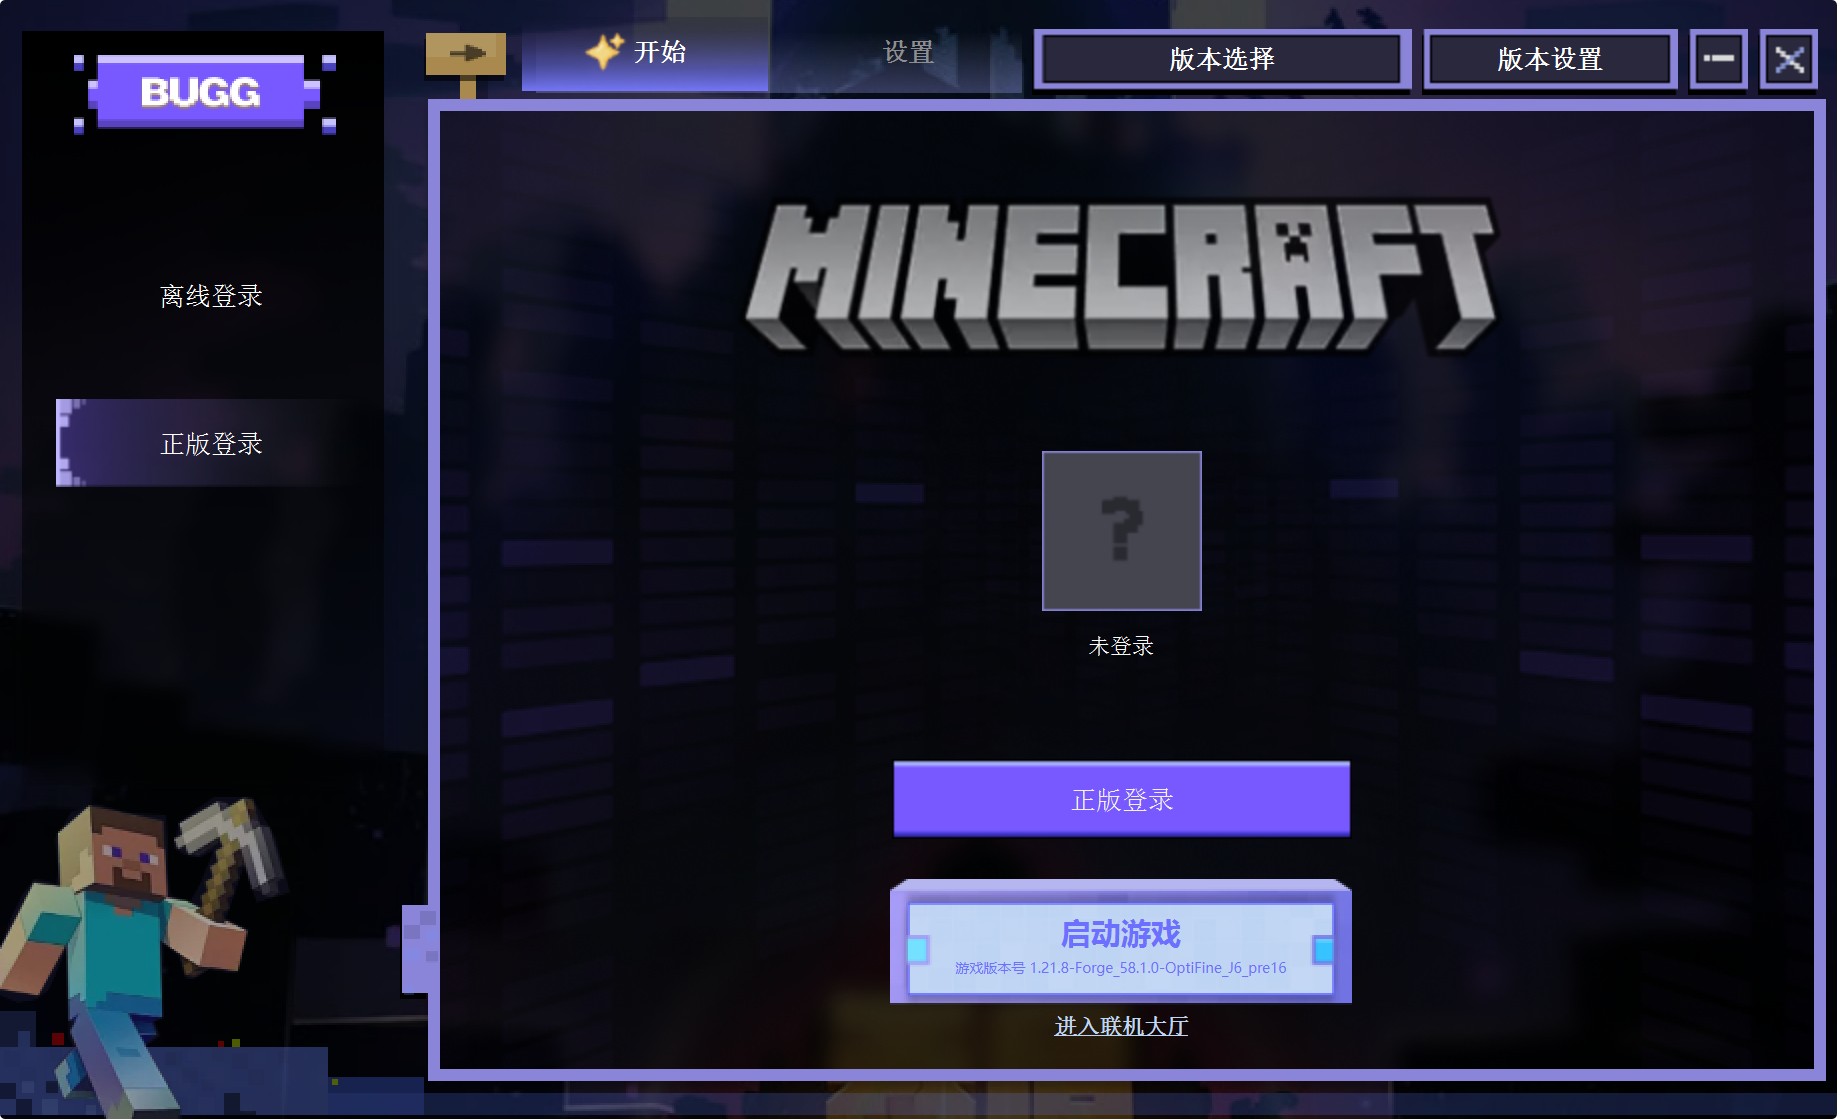 BUGG
开始
设置
版本选择
版本设置
离线登录
正版登录
MINECRAFT
?
未登录
正版登录
启动游戏
游戏版本号 1.21.8-Forge_58.1.0-OptiFine_J6_pre16
进入联机大厅